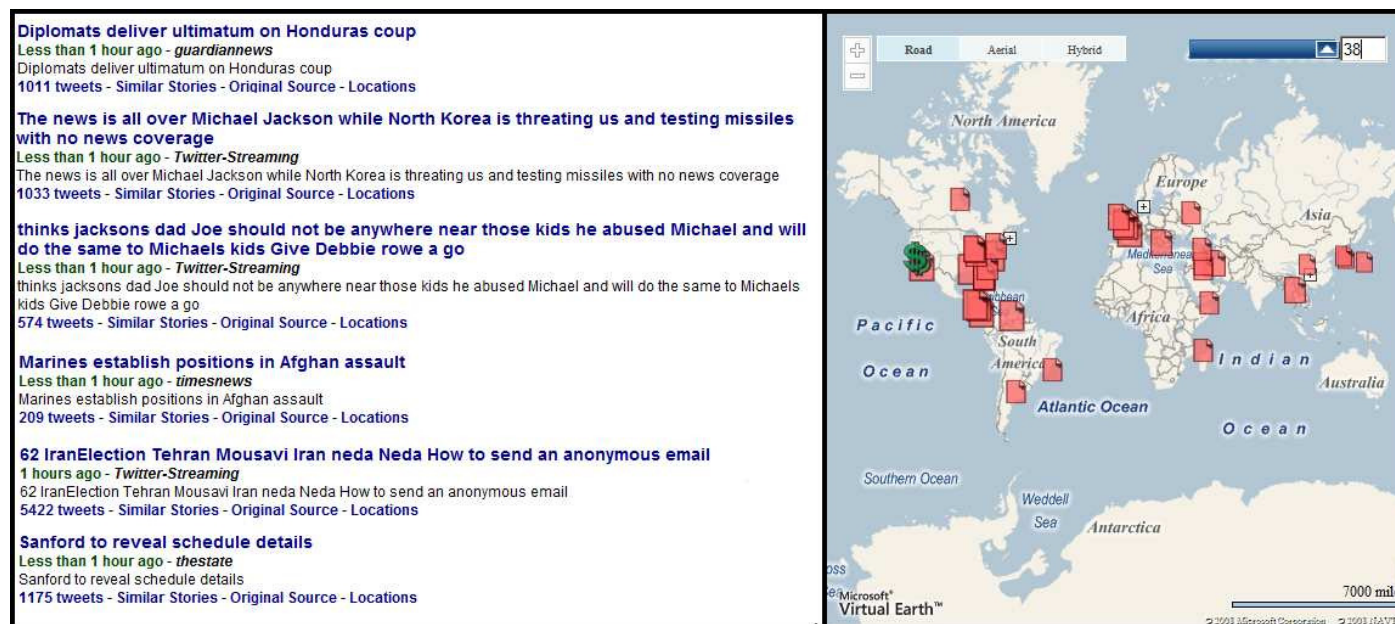 Diplomats deliver ultimatum on Honduras coup
Less than 1 hour ago - guardiannews
Diplomats deliver ultimatum on Honduras coup
1011 tweets - Similar Stories - Original Source - Locations
The news is all over Michael Jackson while North Korea is threating us and testing missiles
with no news coverage
Less than 1 hour ago - Twitter-Streaming
The news is all over Michael Jackson while North Korea is threating us and testing missiles with no news coverage
1033 tweets - Similar Stories - Original Source - Locations
thinks jacksons dad Joe should not be anywhere near those kids he abused Michael and will
do the same to Michaels kids Give Debbie rowe a go
Less than 1 hour ago - Twitter-Streaming
thinks jacksons dad Joe should not be anywhere near those kids he abused Michael and will do the same to Michaels
kids Give Debbie rowe a go
574 tweets - Similar Stories - Original Source - Locations
Marines establish positions in Afghan assault
Less than 1 hour ago - timesnews
Marines establish positions in Afghan assault
209 tweets - Similar Stories - Original Source - Locations
62 IranElection Tehran Mousavi Iran neda Neda How to send an anonymous email
1 hours ago - Twitter-Streaming
62 IranElection Tehran Mousavi Iran neda Neda How to send an anonymous email
5422 tweets - Similar Stories - Original Source - Locations
Sanford to reveal schedule details
Less than 1 hour ago - thestate
Sanford to reveal schedule details
1175 tweets - Similar Stories - Original Source - Locations
Road Aerial Hybrid
38
North America
Europe
Asia
Sea
Africa
Pacific
Ocean
South
America
Indian
Ocean
Australia
Atlantic Ocean
Southern Ocean
Weddell
Sea
Antarctica
Microsoft®
Virtual Earth™
7000 mil
© 2008 Microsoft Corporation